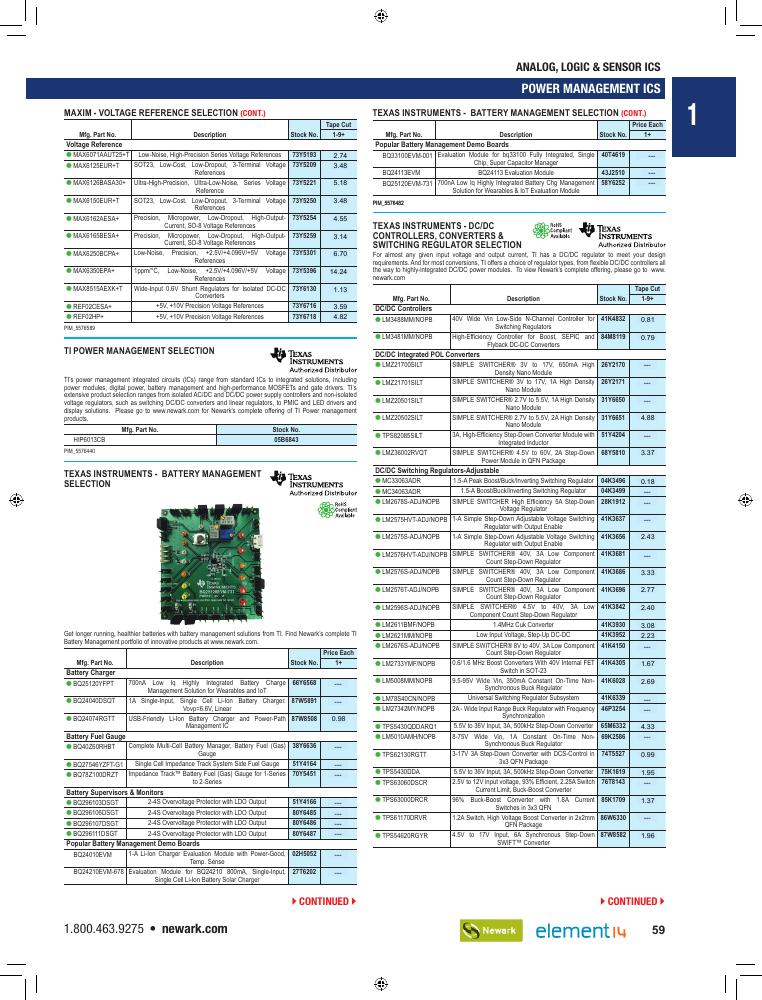 ANALOG, LOGIC & SENSOR ICS
POWER MANAGEMENT ICS
1
MAXIM - VOLTAGE REFERENCE SELECTION (CONT.)
Tape Cut
Mfg. Part No. Description Stock No. 1-9+
Voltage Reference
MAX6071AAUT25+T Low-Noise, High-Precision Series Voltage References 73Y5193 2.74
MAX6125EUR+T SOT23, Low-Cost, Low-Dropout, 3-Terminal Voltage 73Y5209 3.48
References
MAX6126BASA30+ Ultra-High-Precision, Ultra-Low-Noise, Series Voltage 73Y5221 5.18
Reference
MAX6150EUR+T SOT23, Low-Cost, Low-Dropout, 3-Terminal Voltage 73Y5250 3.48
References
MAX6162AESA+ Precision, Micropower, Low-Dropout, High-Output- 73Y5254 4.55
Current, SO-8 Voltage References
MAX6165BESA+ Precision, Micropower, Low-Dropout, High-Output- 73Y5259 3.14
Current, SO-8 Voltage References
MAX6250BCPA+ Low-Noise, Precision, +2.5V/+4.096V/+5V Voltage 73Y5301 6.70
References
MAX6350EPA+ 1ppm/°C, Low-Noise, +2.5V/+4.096V/+5V Voltage 73Y5396 14.24
References
MAX8515AEXK+T Wide-Input 0.6V Shunt Regulators for Isolated DC-DC 73Y6130 1.13
Converters
REF02CESA+ +5V, +10V Precision Voltage References 73Y6716 3.59
REF02HP+ +5V, +10V Precision Voltage References 73Y6718 4.82
PIM_5576589
TI POWER MANAGEMENT SELECTION
TEXAS
INSTRUMENTS
Authorized Distributor
TI's power management integrated circuits (ICs) range from standard ICs to integrated solutions, including
power modules, digital power, battery management and high-performance MOSFETs and gate drivers. TI's
extensive product selection ranges from isolated AC/DC and DC/DC power supply controllers and non-isolated
voltage regulators, such as switching DC/DC converters and linear regulators, to PMIC and LED drivers and
display solutions. Please go to www.newark.com for Newark's complete offering of TI Power management
products.
Mfg. Part No. Stock No.
HIP6013CB 05B6843
PIM_5576440
TEXAS INSTRUMENTS - BATTERY MANAGEMENT
SELECTION
TEXAS
INSTRUMENTS
Authorized Distributor
RoHS
Compliant
Available
TEXAS
INSTRUMENTS
BQ25120EVM-731
Get longer running, healthier batteries with battery management solutions from TI. Find Newark's complete TI
Battery Management portfolio of innovative products at www.newark.com.
Price Each
Mfg. Part No. Description Stock No. 1+
Battery Charger
BQ25120YFPT 700nA Low Iq Highly Integrated Battery Charge 66Y6568 ---
Management Solution for Wearables and IoT
BQ24040DSQT 1A Single-Input, Single Cell Li-Ion Battery Charger. 87W5891 ---
Vovp=6.6V, Linear
BQ24074RGTT USB-Friendly Li-Ion Battery Charger and Power-Path 87W8508 0.98
Management IC
Battery Fuel Gauge
BQ40Z60RHBT Complete Multi-Cell Battery Manager, Battery Fuel (Gas) 38Y6636 ---
Gauge
BQ27546YZFT-G1 Single Cell Impedance Track System Side Fuel Gauge 51Y4164 ---
BQ78Z100DRZT Impedance Track™ Battery Fuel (Gas) Gauge for 1-Series 70Y5451 ---
to 2-Series
Battery Supervisors & Monitors
BQ296103DSGT 2-4S Overvoltage Protector with LDO Output 51Y4166 ---
BQ296106DSGT 2-4S Overvoltage Protector with LDO Output 80Y6485 ---
BQ296107DSGT 2-4S Overvoltage Protector with LDO Output 80Y6486 ---
BQ296111DSGT 2-4S Overvoltage Protector with LDO Output 80Y6487 ---
Popular Battery Management Demo Boards
BQ24010EVM 1-A Li-Ion Charger Evaluation Module with Power-Good, 02H5052 ---
Temp. Sense
BQ24210EVM-678 Evaluation Module for BQ24210 800mA, Single-Input, 27T6202 ---
Single Cell Li-Ion Battery Solar Charger
CONTINUED
TEXAS INSTRUMENTS - BATTERY MANAGEMENT SELECTION (CONT.)
Price Each
Mfg. Part No. Description Stock No. 1+
Popular Battery Management Demo Boards
BQ33100EVM-001 Evaluation Module for bq33100 Fully Integrated, Single 40T4619 ---
Chip, Super Capacitor Manager
BQ24113EVM BQ24113 Evaluation Module 43J2510 ---
BQ25120EVM-731 700nA Low Iq Highly Integrated Battery Chg Management 58Y6252 ---
Solution for Wearables & IoT Evaluation Module
PIM_5576482
TEXAS INSTRUMENTS - DC/DC
CONTROLLERS, CONVERTERS &
SWITCHING REGULATOR SELECTION
RoHS
Compliant
Available
TEXAS
INSTRUMENTS
Authorized Distributor
For almost any given input voltage and output current, TI has a DC/DC regulator to meet your design
requirements. And for most conversions, TI offers a choice of regulator types, from flexible DC/DC controllers all
the way to highly-integrated DC/DC power modules. To view Newark's complete offering, please go to www.
newark.com
Tape Cut
Mfg. Part No. Description Stock No. 1-9+
DC/DC Controllers
LM3488MM/NOPB 40V Wide Vin Low-Side N-Channel Controller for 41K4832 0.81
Switching Regulators
LM3481MM/NOPB High-Efficiency Controller for Boost, SEPIC and 84M8119 0.79
Flyback DC-DC Converters
DC/DC Integrated POL Converters
LMZ21700SILT SIMPLE SWITCHER® 3V to 17V, 650mA High 26Y2170 ---
Density Nano Module
LMZ21701SILT SIMPLE SWITCHER® 3V to 17V, 1A High Density 26Y2171 ---
Nano Module
LMZ20501SILT SIMPLE SWITCHER® 2.7V to 5.5V, 1A High Density 31Y6650 ---
Nano Module
LMZ20502SILT SIMPLE SWITCHER® 2.7V to 5.5V, 2A High Density 31Y6651 4.88
Nano Module
TPS82085SILT 3A, High-Efficiency Step-Down Converter Module with 51Y4204 ---
Integrated Inductor
LMZ36002RVQT SIMPLE SWITCHER® 4.5V to 60V, 2A Step-Down 68Y5810 3.37
Power Module in QFN Package
DC/DC Switching Regulators-Adjustable
MC33063ADR 1.5-A Peak Boost/Buck/Inverting Switching Regulator 04K3496 0.18
MC34063ADR 1.5-A Boost/Buck/Inverting Switching Regulator 04K3499 ---
LM2678S-ADJ/NOPB SIMPLE SWITCHER High Efficiency 5A Step-Down 28K1912 ---
Voltage Regulator
LM2575HVT-ADJ/NOPB 1-A Simple Step-Down Adjustable Voltage Switching 41K3637 ---
Regulator with Output Enable
LM2575S-ADJ/NOPB 1-A Simple Step-Down Adjustable Voltage Switching 41K3656 2.43
Regulator with Output Enable
LM2576HVT-ADJ/NOPB SIMPLE SWITCHER® 40V, 3A Low Component 41K3681 ---
Count Step-Down Regulator
LM2576S-ADJ/NOPB SIMPLE SWITCHER® 40V, 3A Low Component 41K3686 3.33
Count Step-Down Regulator
LM2576T-ADJ/NOPB SIMPLE SWITCHER® 40V, 3A Low Component 41K3696 2.77
Count Step-Down Regulator
LM2596S-ADJ/NOPB SIMPLE SWITCHER® 4.5V to 40V, 3A Low 41K3842 2.40
Component Count Step-Down Regulator
LM2611BMF/NOPB 1.4MHz Cuk Converter 41K3930 3.08
LM2621MM/NOPB Low Input Voltage, Step-Up DC-DC 41K3952 2.23
LM2676S-ADJ/NOPB SIMPLE SWITCHER® 8V to 40V, 3A Low Component 41K4150 ---
Count Step-Down Regulator
LM2733YMF/NOPB 0.6/1.6 MHz Boost Converters With 40V Internal FET 41K4305 1.67
Switch in SOT-23
LM5008MM/NOPB 9.5-95V Wide Vin, 350mA Constant On-Time Non- 41K6028 2.69
Synchronous Buck Regulator
LM78S40CN/NOPB Universal Switching Regulator Subsystem 41K6339 ---
LM27342MY/NOPB 2A - Wide Input Range Buck Regulator with Frequency 46P3254 ---
Synchronization
TPS5430QDDARQ1 5.5V to 36V Input, 3A, 500kHz Step-Down Converter 65M6332 4.33
LM5010AMH/NOPB 8-75V Wide Vin, 1A Constant On-Time Non- 69K2586 ---
Synchronous Buck Regulator
TPS62130RGTT 3-17V 3A Step-Down Converter with DCS-Control in 74T5527 0.99
3x3 QFN Package
TPS5430DDA 5.5V to 36V Input, 3A, 500kHz Step-Down Converter 75K1619 1.95
TPS63060DSCR 2.5V to 12V input voltage, 93% Efficient, 2.25A Switch 76T8143 ---
Current Limit, Buck-Boost Converter
TPS63000DRCR 96% Buck-Boost Converter with 1.8A Current 85K1709 1.37
Switches in 3x3 QFN
TPS61170DRVR 1.2A Switch, High Voltage Boost Converter in 2x2mm 86W6330 ---
QFN Package
TPS54620RGYR 4.5V to 17V Input, 6A Synchronous Step-Down 87W8582 1.96
SWIFT™ Converter
CONTINUED
1.800.463.9275 • newark.com
Newark
element14
59